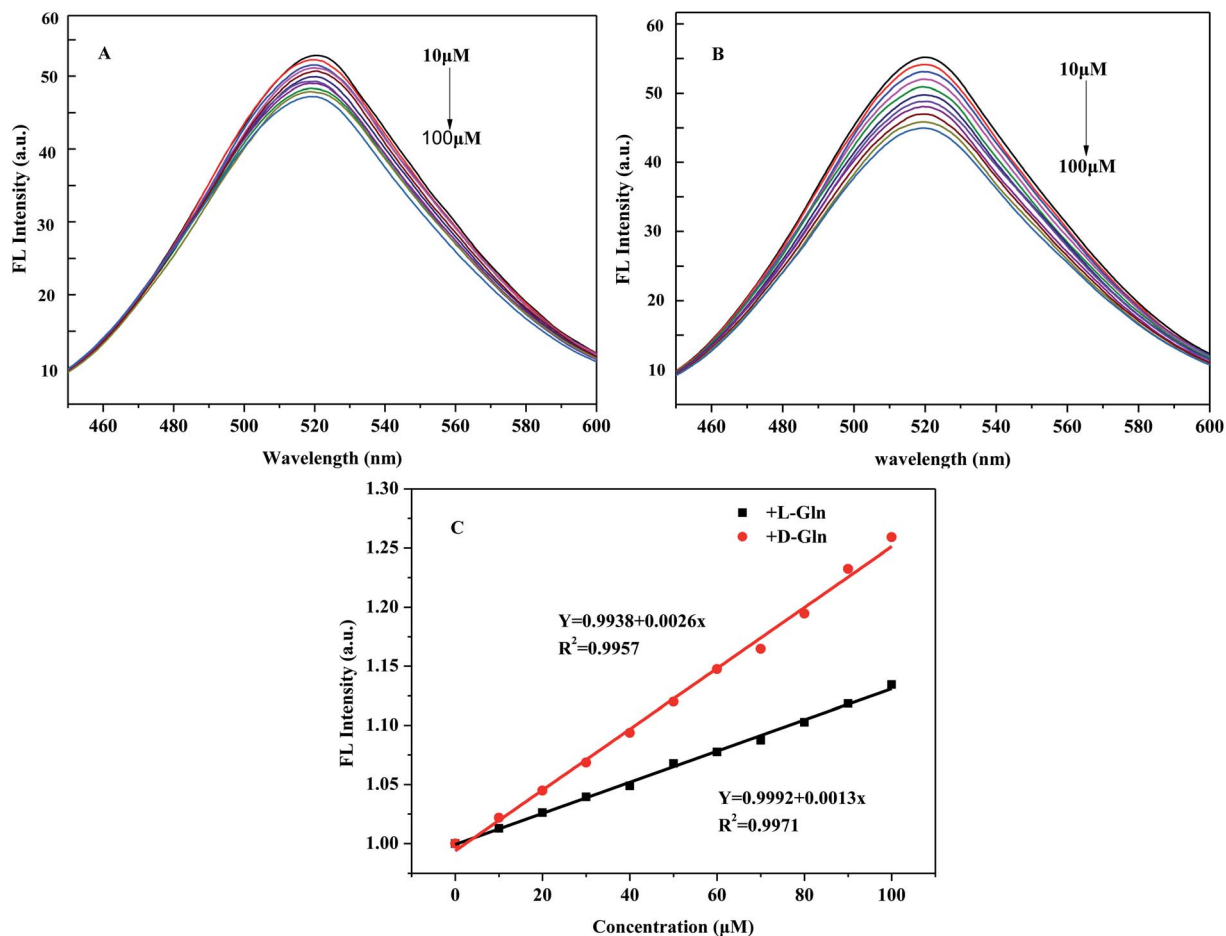 A
10μM
100μM
60
50
40
30
20
10
FL Intensity (a.u.)
460 480 500 520 540 560 580 600
Wavelength (nm)
B
10μM
100μM
60
50
40
30
20
10
FL Intensity (a.u.)
460 480 500 520 540 560 580 600
wavelength (nm)
C
+L-Gln
+D-Gln
Y=0.9938+0.0026x
R²=0.9957
Y=0.9992+0.0013x
R²=0.9971
1.30
1.25
1.20
1.15
1.10
1.05
1.00
FL Intensity (a.u.)
0 20 40 60 80 100
Concentration (μM)